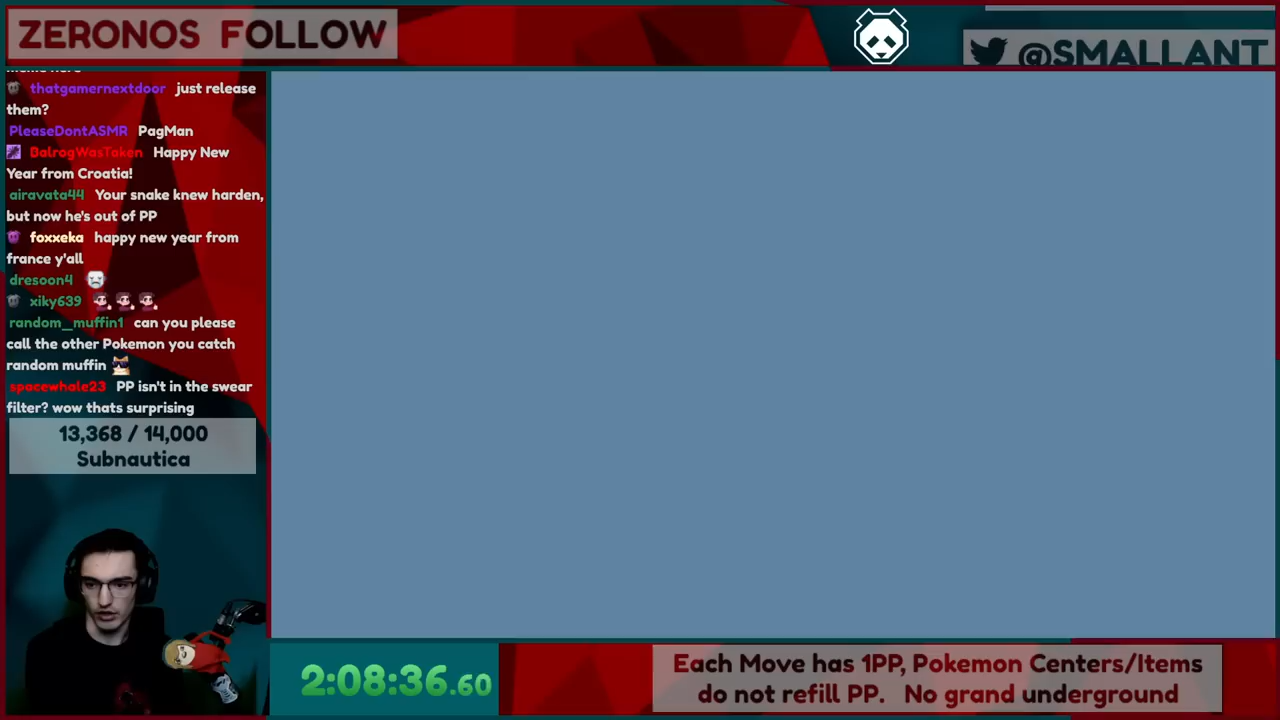 ZERONOS FOLLOW
@SMALLANT
thatgamernextdoor just release
them?
PleaseDontASMR PagMan
BalrogWasTaken Happy New
Year from Croatia!
airavata44 Your snake knew harden,
but now he's out of PP
foxxeka happy new year from
france y'all
dresoon4
xiky639
random_muffin1 can you please
call the other Pokemon you catch
random muffin
spacewhale23 PP isn't in the swear
filter? wow thats surprising
13,368 / 14,000
Subnautica
2:08:36.60
Each Move has 1PP, Pokemon Centers/Items
do not refill PP. No grand underground